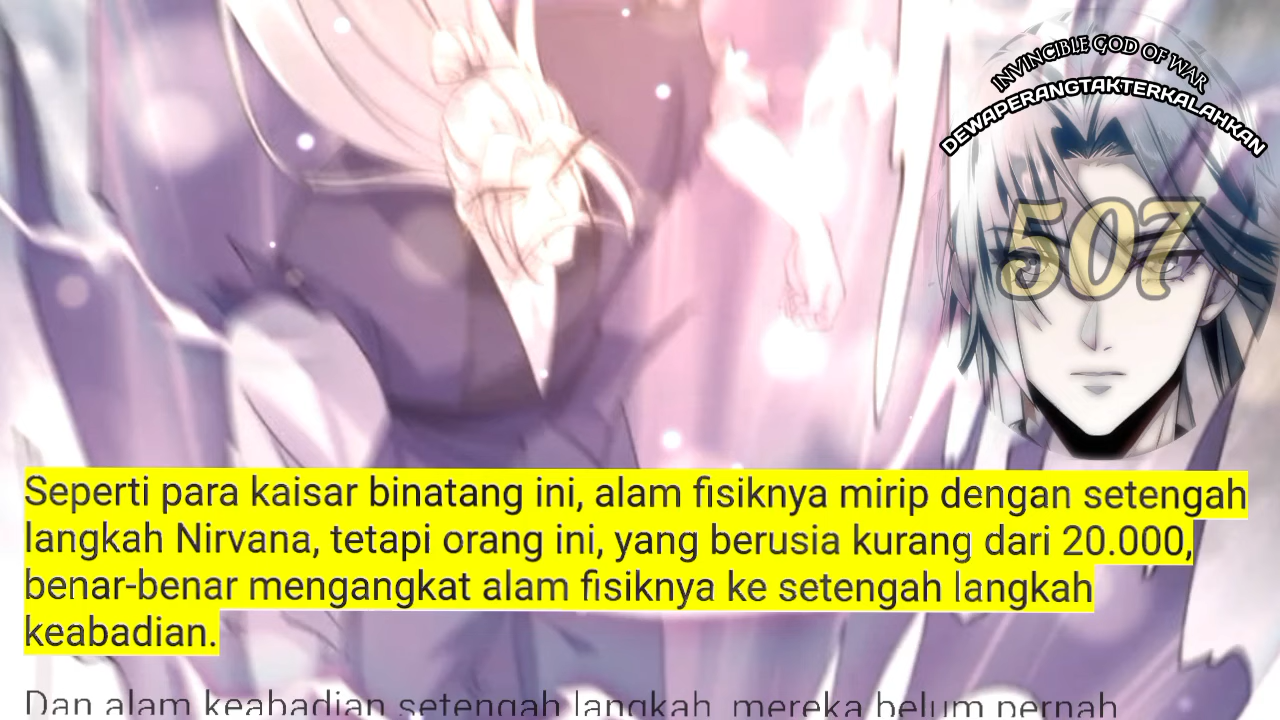 INVINCIBLE GOD OF WAR
DEWAPERANGTAKTERKALAHKAN
507
Seperti para kaisar binatang ini, alam fisiknya mirip dengan setengah
langkah Nirvana, tetapi orang ini, yang berusia kurang dari 20.000,
benar-benar mengangkat alam fisiknya ke setengah langkah
keabadian.
Dan alam keabadian setengah langkah, mereka belum pernah